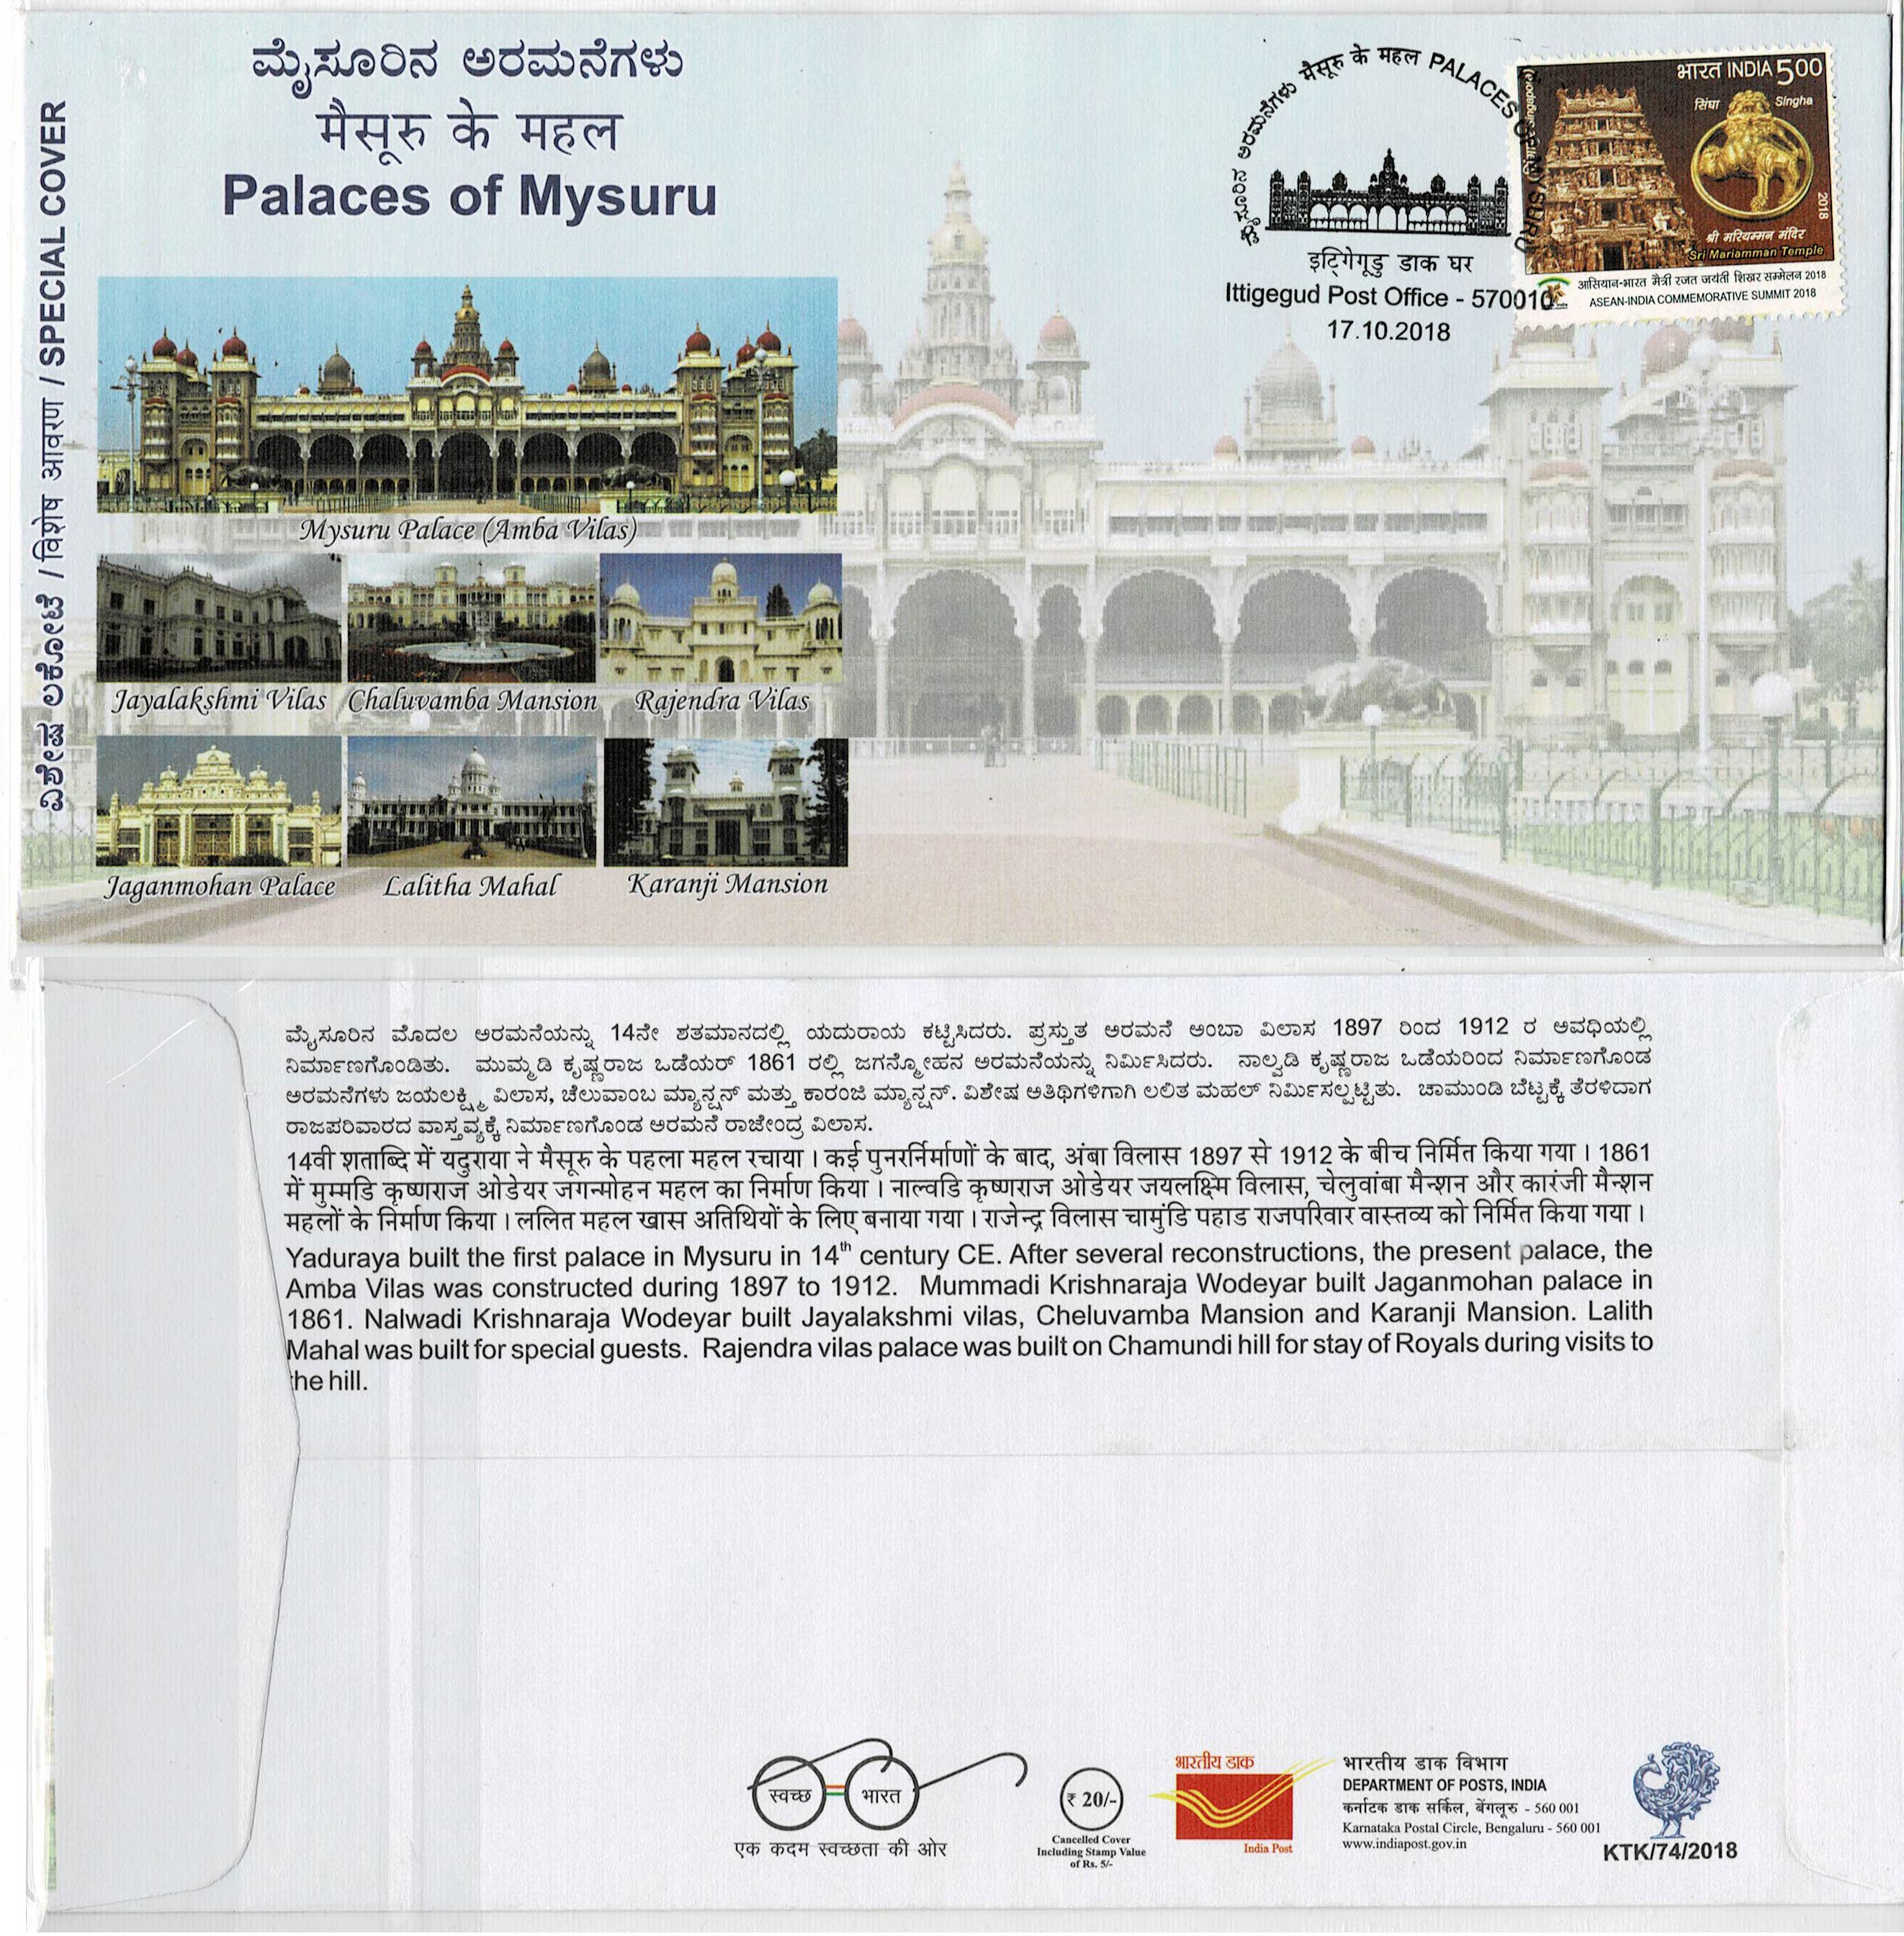 ಮೈಸೂರಿನ ಅರಮನೆಗಳು
मैसूरु के महल
Palaces of Mysuru
ವಿಶೇಷ ಲಕೋಟೆ / विशेष आवरण / SPECIAL COVER
ಮೈಸೂರಿನ ಅರಮನೆಗಳು मैसूरु के महल PALACES OF MYSURU
इट्टिगेगूडु डाक घर
Ittigegud Post Office - 570010
17.10.2018
भारत INDIA 500
सिंघा Singha
2018
श्री मरियम्मन मंदिर
Sri Mariamman Temple
आसियान-भारत मैत्री रजत जयंती शिखर सम्मेलन 2018
ASEAN-INDIA COMMEMORATIVE SUMMIT 2018
Mysuru Palace (Amba Vilas)
Jayalakshmi Vilas Chaluvamba Mansion Rajendra Vilas
Jaganmohan Palace Lalitha Mahal Karanji Mansion
ಮೈಸೂರಿನ ಮೊದಲ ಅರಮನೆಯನ್ನು 14ನೇ ಶತಮಾನದಲ್ಲಿ ಯದುರಾಯ ಕಟ್ಟಿಸಿದರು. ಪ್ರಸ್ತುತ ಅರಮನೆ ಅಂಬಾ ವಿಲಾಸ 1897 ರಿಂದ 1912 ರ ಅವಧಿಯಲ್ಲಿ
ನಿರ್ಮಾಣಗೊಂಡಿತು. ಮುಮ್ಮಡಿ ಕೃಷ್ಣರಾಜ ಒಡೆಯರ್ 1861 ರಲ್ಲಿ ಜಗನ್ಮೋಹನ ಅರಮನೆಯನ್ನು ನಿರ್ಮಿಸಿದರು. ನಾಲ್ವಡಿ ಕೃಷ್ಣರಾಜ ಒಡೆಯರಿಂದ ನಿರ್ಮಾಣಗೊಂಡ
ಅರಮನೆಗಳು ಜಯಲಕ್ಷ್ಮಿ ವಿಲಾಸ, ಚೆಲುವಾಂಬ ಮ್ಯಾನ್ಷನ್ ಮತ್ತು ಕಾರಂಜಿ ಮ್ಯಾನ್ಷನ್. ವಿಶೇಷ ಅತಿಥಿಗಳಿಗಾಗಿ ಲಲಿತ ಮಹಲ್ ನಿರ್ಮಿಸಲ್ಪಟ್ಟಿತು. ಚಾಮುಂಡಿ ಬೆಟ್ಟಕ್ಕೆ ತೆರಳಿದಾಗ
ರಾಜಪರಿವಾರದ ವಾಸ್ತವ್ಯಕ್ಕೆ ನಿರ್ಮಾಣಗೊಂಡ ಅರಮನೆ ರಾಜೇಂದ್ರ ವಿಲಾಸ.
14वी शताब्दि में यदुराया ने मैसूरु के पहला महल रचाया । कई पुनरर्निर्माणों के बाद, अंबा विलास 1897 से 1912 के बीच निर्मित किया गया । 1861
में मुम्मडि कृष्णराज ओडेयर जगन्मोहन महल का निर्माण किया । नाल्वडि कृष्णराज ओडेयर जयलक्ष्मि विलास, चेलुवांबा मैन्शन और कारंजी मैन्शन
महलों के निर्माण किया । ललित महल खास अतिथियों के लिए बनाया गया । राजेन्द्र विलास चामुंडि पहाड राजपरिवार वास्तव्य को निर्मित किया गया ।
Yaduraya built the first palace in Mysuru in 14th century CE. After several reconstructions, the present palace, the
Amba Vilas was constructed during 1897 to 1912. Mummadi Krishnaraja Wodeyar built Jaganmohan palace in
1861. Nalwadi Krishnaraja Wodeyar built Jayalakshmi vilas, Cheluvamba Mansion and Karanji Mansion. Lalith
Mahal was built for special guests. Rajendra vilas palace was built on Chamundi hill for stay of Royals during visits to
the hill.
स्वच्छ भारत
एक कदम स्वच्छता की ओर
₹ 20/-
Cancelled Cover
Including Stamp Value
of Rs. 5/-
भारतीय डाक
India Post
भारतीय डाक विभाग
DEPARTMENT OF POSTS, INDIA
कर्नाटक डाक सर्किल, बेंगलूरु - 560 001
Karnataka Postal Circle, Bengaluru - 560 001
www.indiapost.gov.in
KTK/74/2018